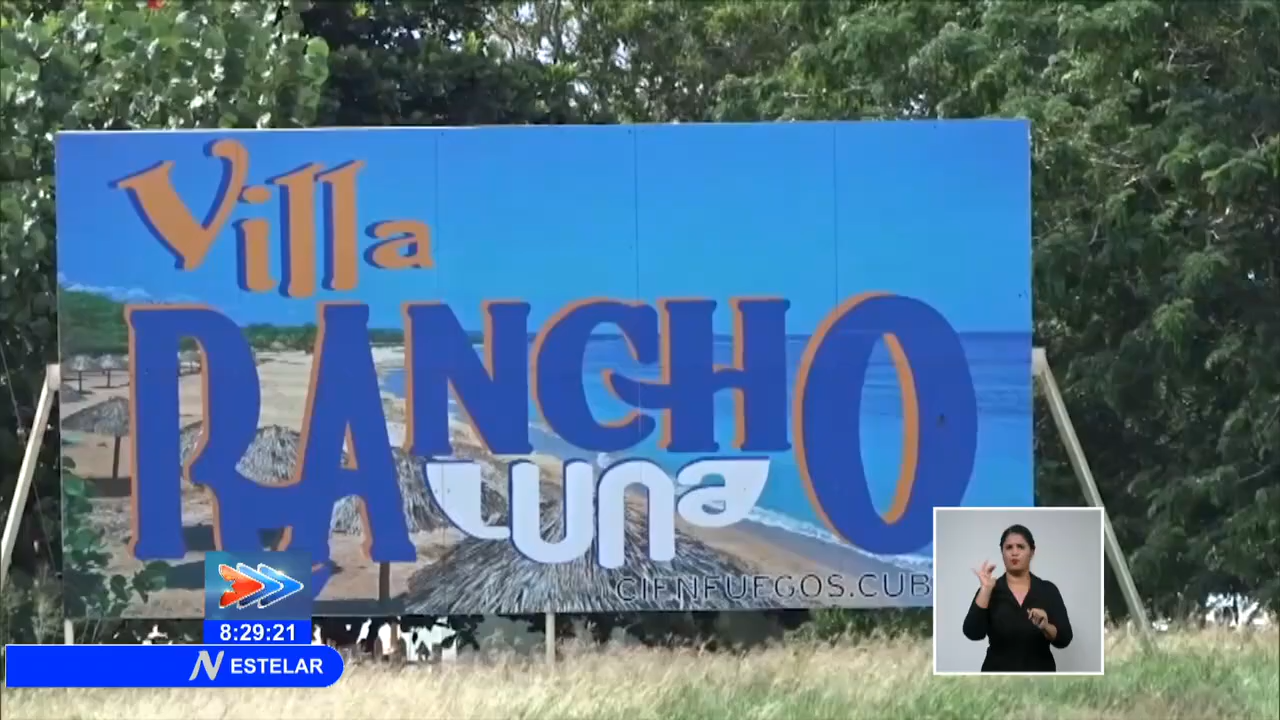 Villa
RANCHO
Luna
CIENFUEGOS.CUB
8:29:21
N ESTELAR